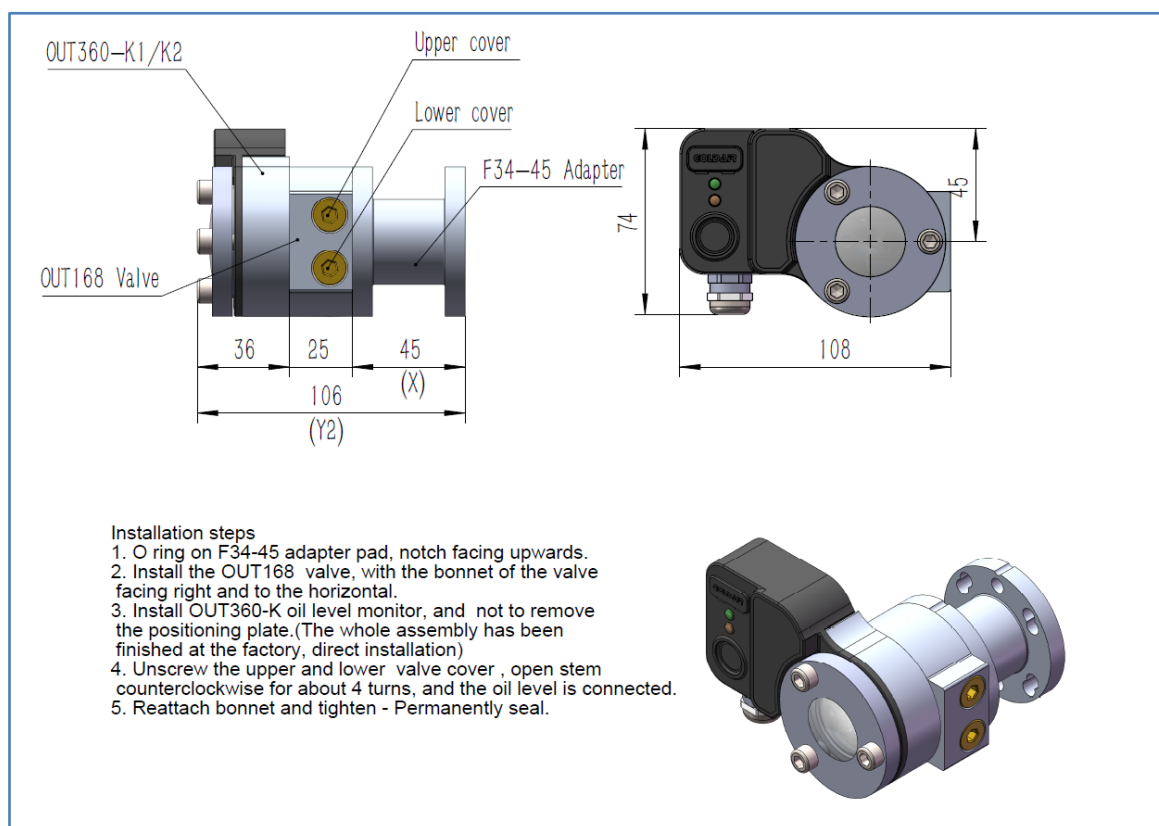 OUT360-K1/K2
Upper cover
Lower cover
F34-45 Adapter
OUT168 Valve
36
25
45
(X)
106
(Y2)
74
45
108
Installation steps
1. O ring on F34-45 adapter pad, notch facing upwards.
2. Install the OUT168 valve, with the bonnet of the valve
facing right and to the horizontal.
3. Install OUT360-K oil level monitor, and not to remove
the positioning plate.(The whole assembly has been
finished at the factory, direct installation)
4. Unscrew the upper and lower valve cover , open stem
counterclockwise for about 4 turns, and the oil level is connected.
5. Reattach bonnet and tighten - Permanently seal.